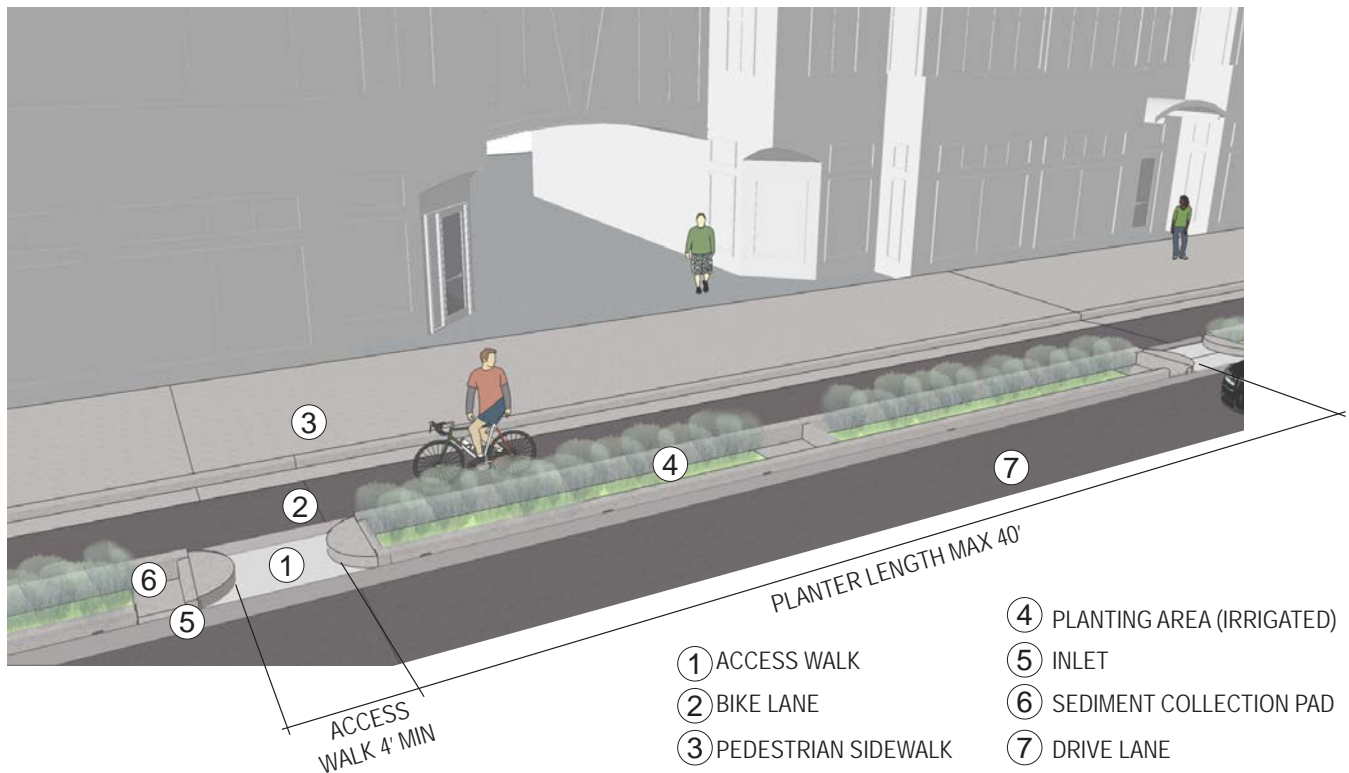 3
4
7
2
1
6
5
PLANTER LENGTH MAX 40'
ACCESS
WALK 4' MIN
1 ACCESS WALK
2 BIKE LANE
3 PEDESTRIAN SIDEWALK
4 PLANTING AREA (IRRIGATED)
5 INLET
6 SEDIMENT COLLECTION PAD
7 DRIVE LANE